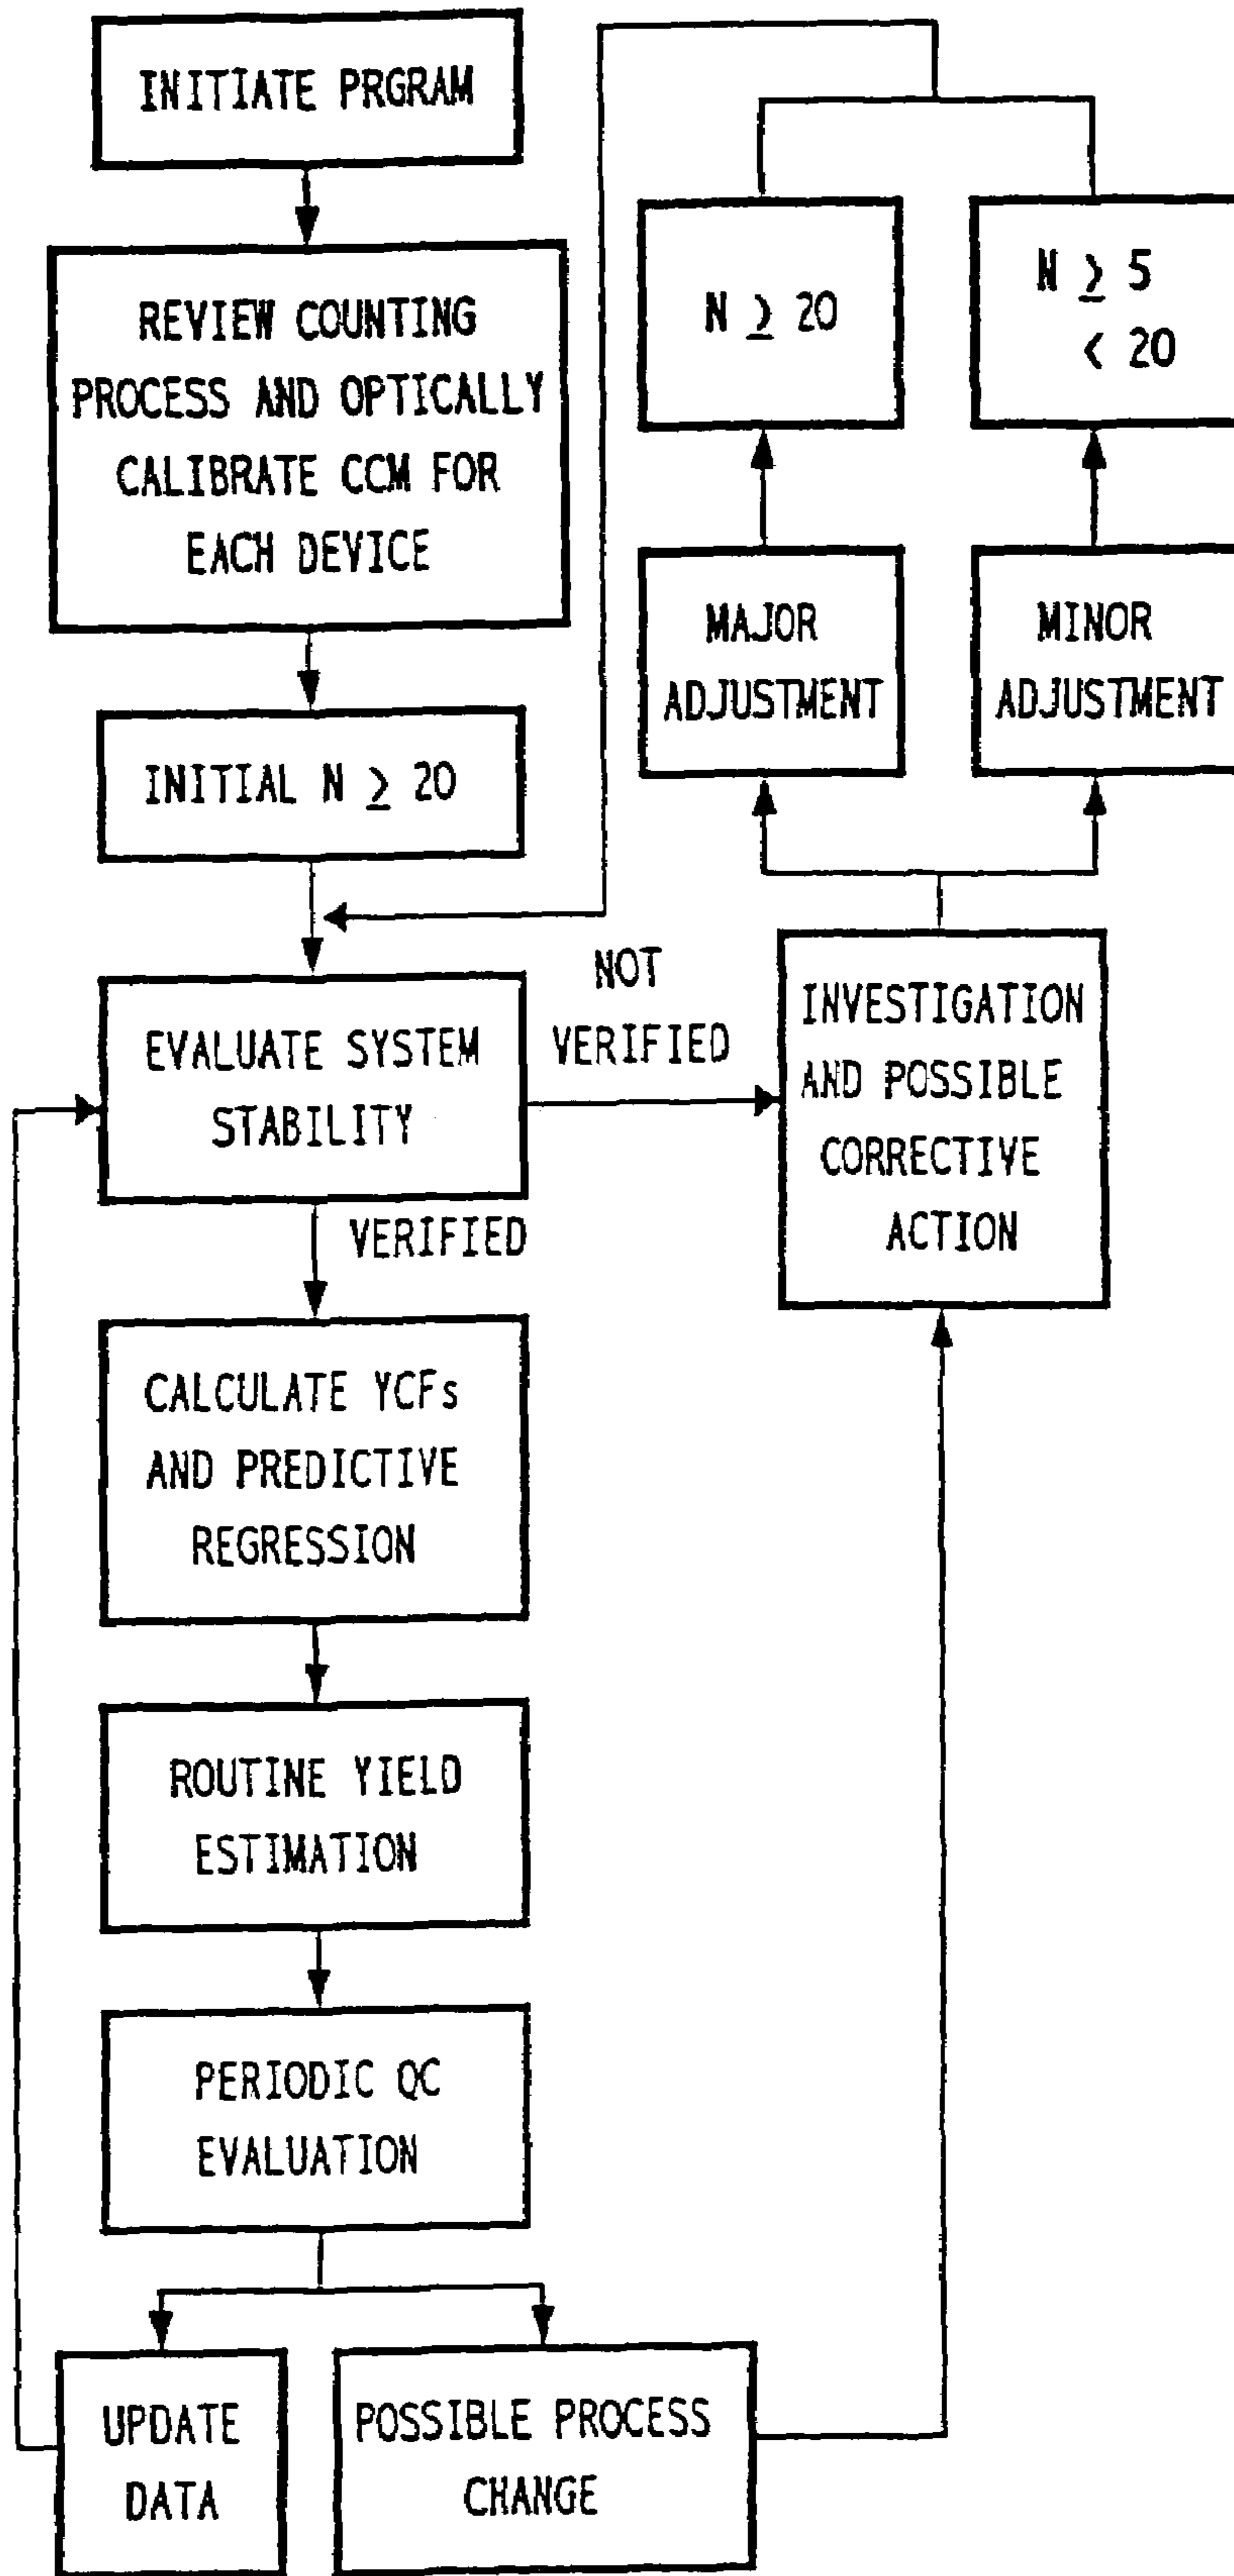 INITIATE PRGRAM
REVIEW COUNTING
PROCESS AND OPTICALLY
CALIBRATE CCM FOR
EACH DEVICE
INITIAL N ≥ 20
EVALUATE SYSTEM
STABILITY
NOT
VERIFIED
VERIFIED
CALCULATE YCFs
AND PREDICTIVE
REGRESSION
ROUTINE YIELD
ESTIMATION
PERIODIC QC
EVALUATION
UPDATE
DATA
POSSIBLE PROCESS
CHANGE
INVESTIGATION
AND POSSIBLE
CORRECTIVE
ACTION
MAJOR
ADJUSTMENT
MINOR
ADJUSTMENT
N ≥ 20
N ≥ 5
< 20